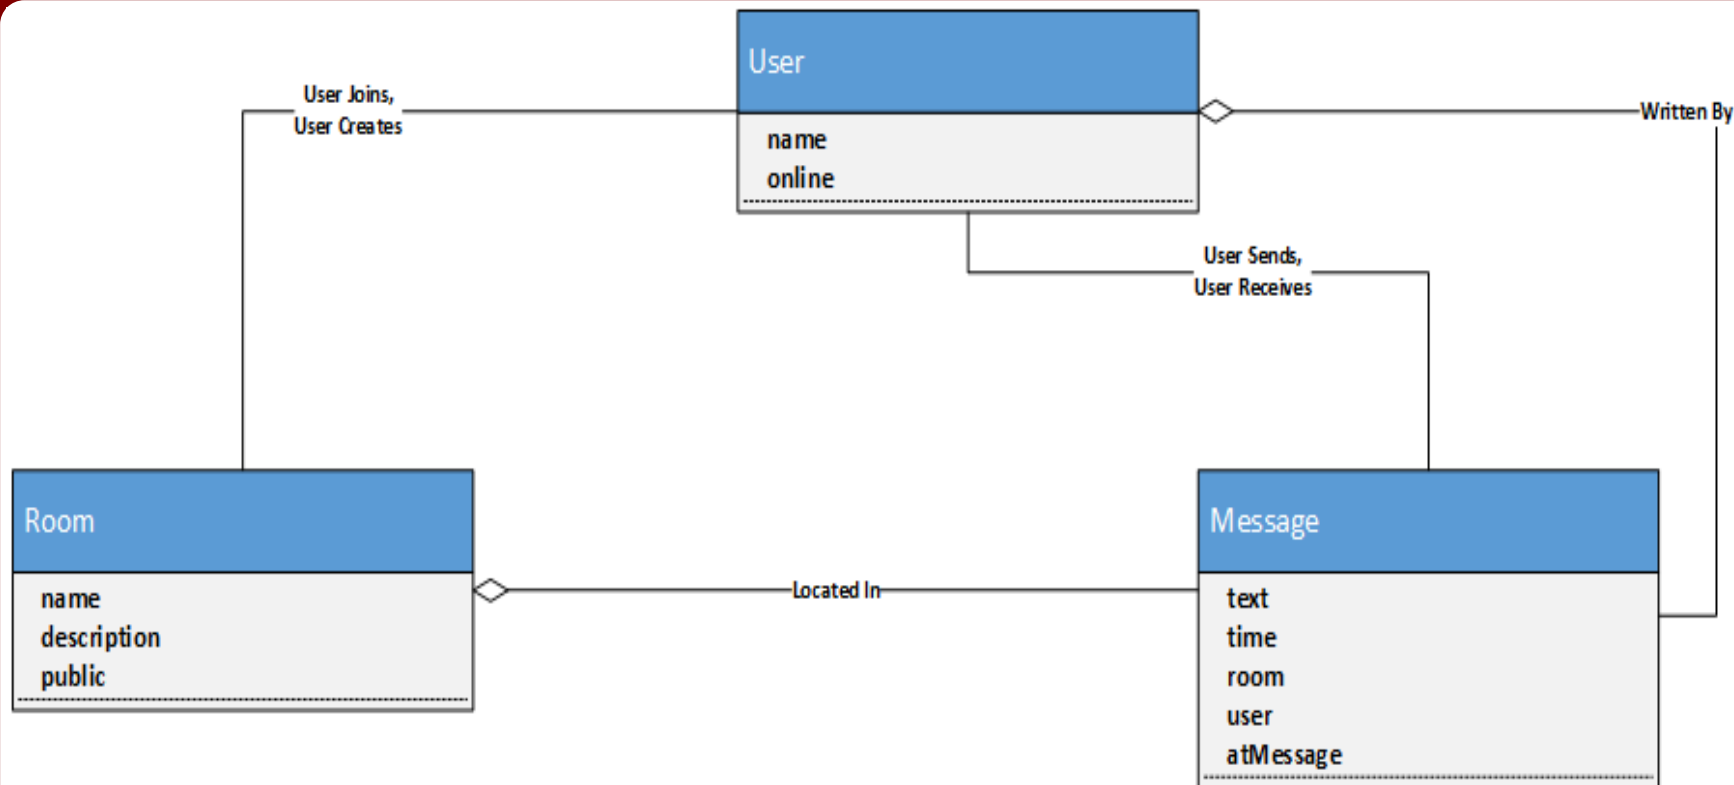 User
name
online
User Joins,
User Creates
Written By
User Sends,
User Receives
Room
name
description
public
Located In
Message
text
time
room
user
atMessage